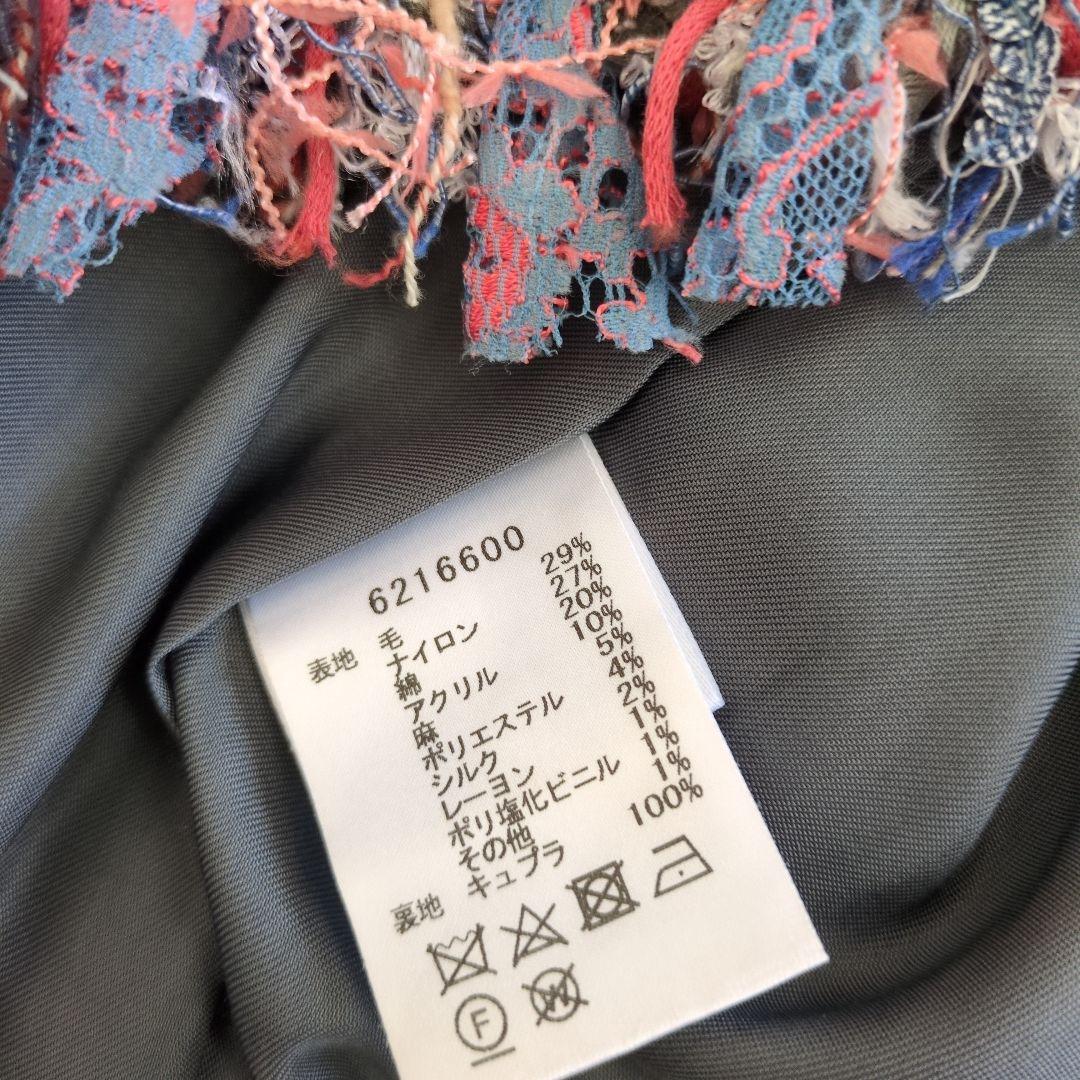 6216600
表地 毛 29%
ナイロン 27%
綿 20%
アクリル 10%
麻 5%
ポリエステル 4%
シルク 2%
レーヨン 1%
ポリ塩化ビニル 1%
その他 1%
裏地 キュプラ 100%
F W